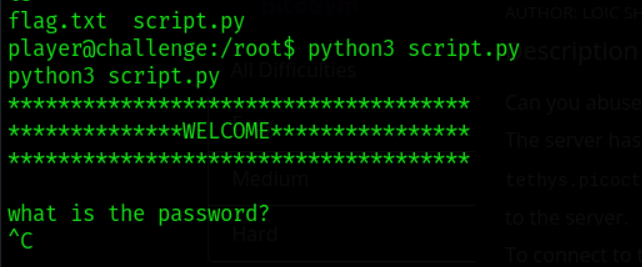 flag.txt  script.py
AUTHOR: LOIC SH
player@challenge:/root$ python3 script.py
escription
All Difficulties
python3 script.py
*************************************
Can you abuse
**************WELCOME****************
The server has
*************************************
Medium
tethys.picoct
what is the password?
to the server.
^C
Hard
To connect to t